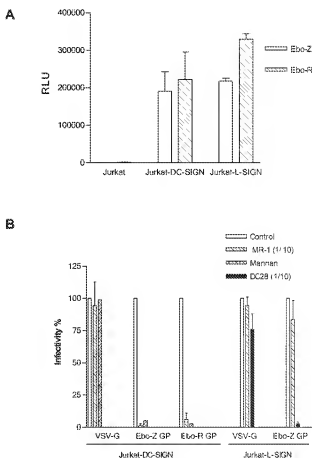 A
400000
300000
200000
100000
0
RLU
Ebo-Z
Ebo-R
Jurkat
Jurkat-DC-SIGN
Jurkat-L-SIGN
B
Control
MR-1 (1/10)
Mannan
DC28 (1/10)
125
100
75
50
25
0
Infectivity %
VSV-G
Ebo-Z GP
Ebo-R GP
VSV-G
Ebo-Z GP
Jurkat-DC-SIGN
Jurkat-L-SIGN